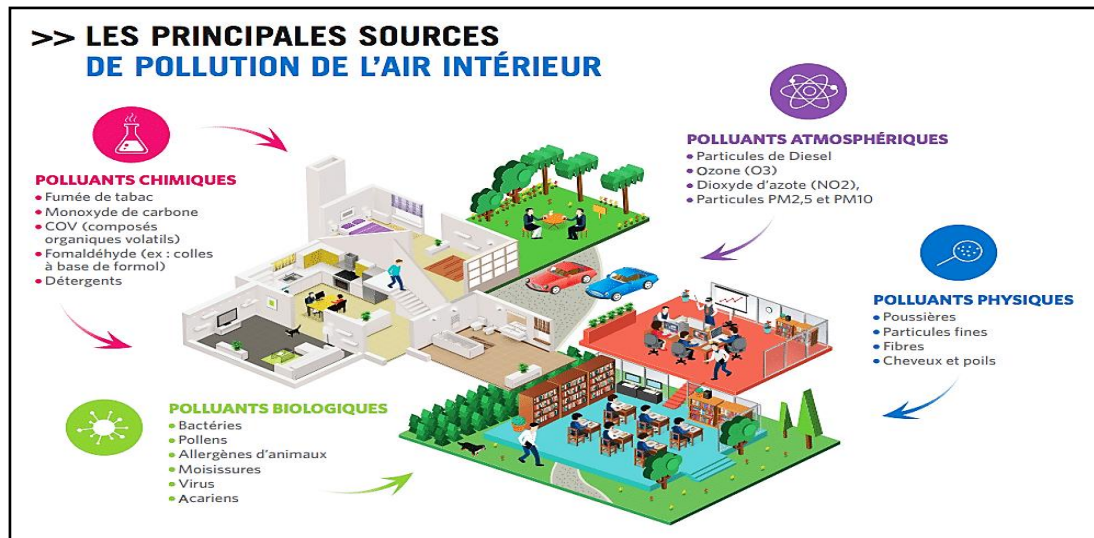 >> LES PRINCIPALES SOURCES
DE POLLUTION DE L'AIR INTÉRIEUR
POLLUANTS CHIMIQUES
• Fumée de tabac
• Monoxyde de carbone
• COV (composés
organiques volatils)
• Fomaldéhyde (ex : colles
à base de formol)
• Détergents
POLLUANTS ATMOSPHÉRIQUES
• Particules de Diesel
• Ozone (O3)
• Dioxyde d'azote (NO2),
• Particules PM2,5 et PM10
POLLUANTS PHYSIQUES
• Poussières
• Particules fines
• Fibres
• Cheveux et poils
POLLUANTS BIOLOGIQUES
• Bactéries
• Pollens
• Allergènes d'animaux
• Moisissures
• Virus
• Acariens